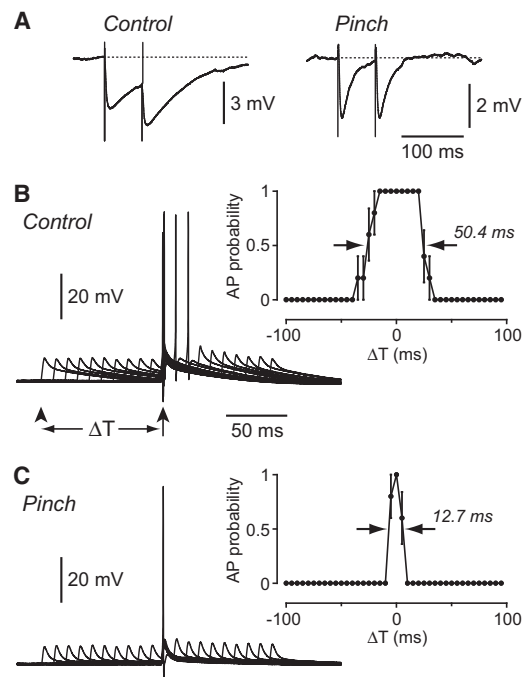 A
Control
Pinch
3 mV
2 mV
100 ms
B
Control
20 mV
ΔT
50 ms
AP probability
1
0.5
0
50.4 ms
-100
0
100
ΔT (ms)
C
Pinch
20 mV
AP probability
1
0.5
0
12.7 ms
-100
0
100
ΔT (ms)